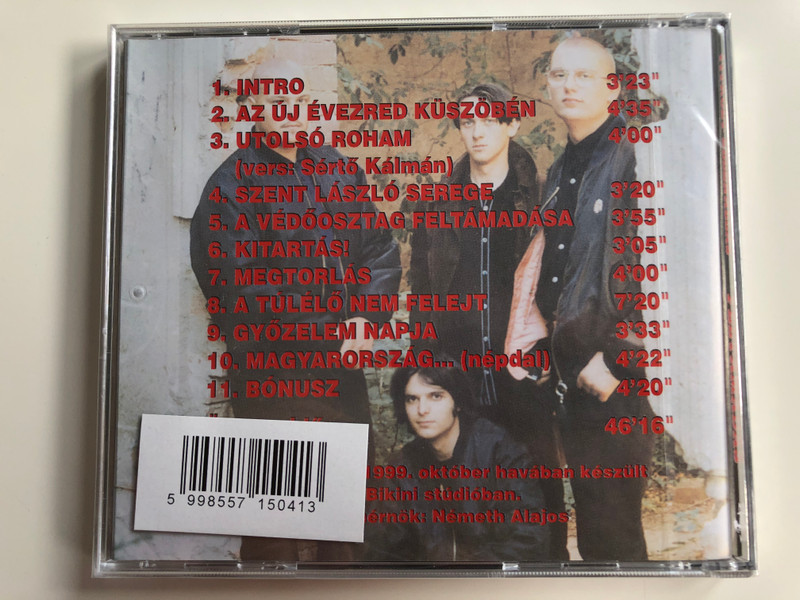 1. INTRO 3'23"
2. AZ ÚJ ÉVEZRED KÜSZÖBÉN 4'35"
3. UTOLSÓ ROHAM 4'00"
(vers: Sértő Kálmán)
4. SZENT LÁSZLÓ SEREGE 3'20"
5. A VÉDŐOSZTAG FELTÁMADÁSA 3'55"
6. KITARTÁS! 3'05"
7. MEGTORLÁS 4'00"
8. A TÚLÉLŐ NEM FELEJT 7'20"
9. GYŐZELEM NAPJA 3'33"
10. MAGYARORSZÁG... (népdal) 4'22"
11. BÓNUSZ 4'20"
46'16"
1999. október havában készült
Bikini stúdióban.
Németh Alajos
5 998557 150413